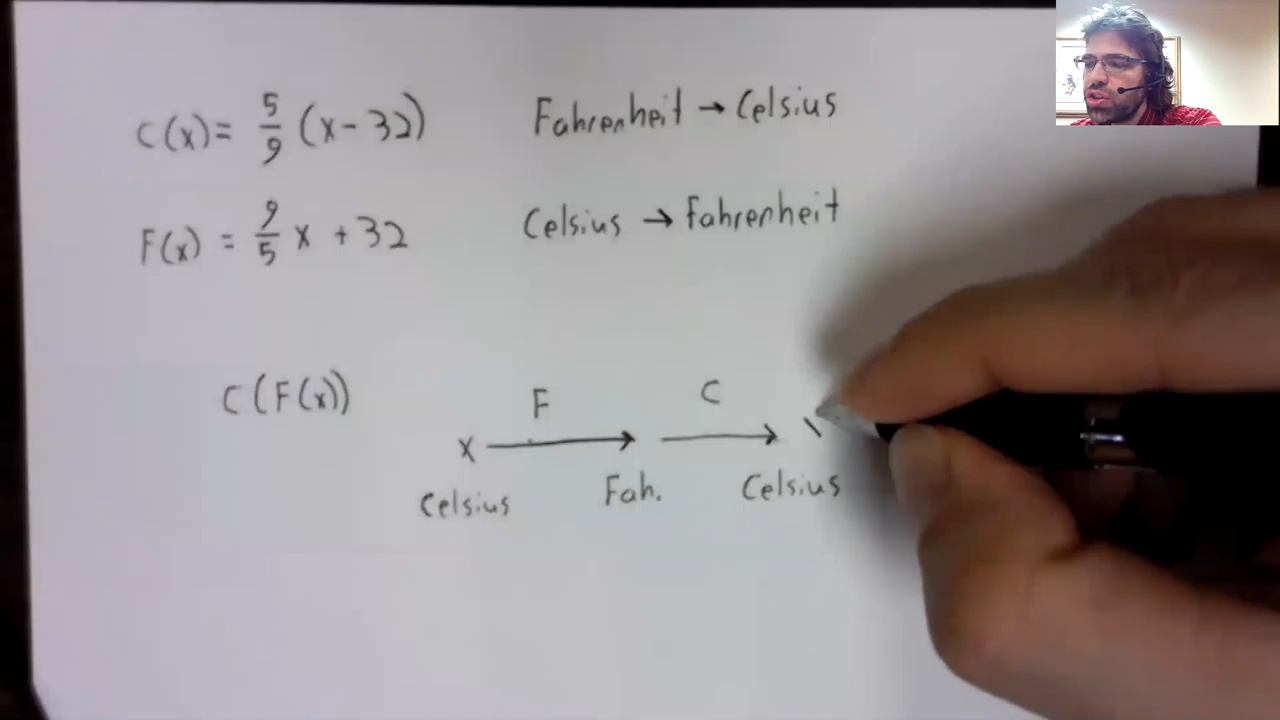 C(x) = 5/9 (x - 32) Fahrenheit → Celsius
F(x) = 9/5 x + 32 Celsius → Fahrenheit
C(F(x))
F C
x → →
Celsius Fah. Celsius